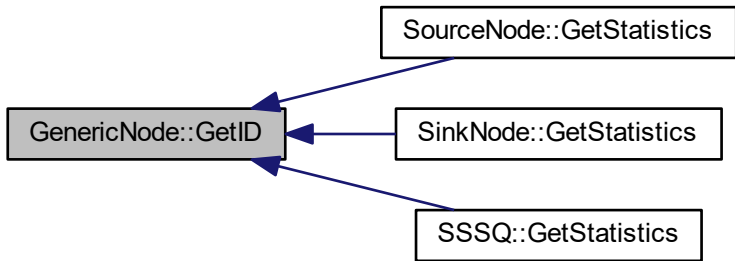 SourceNode::GetStatistics
GenericNode::GetID
SinkNode::GetStatistics
SSSQ::GetStatistics